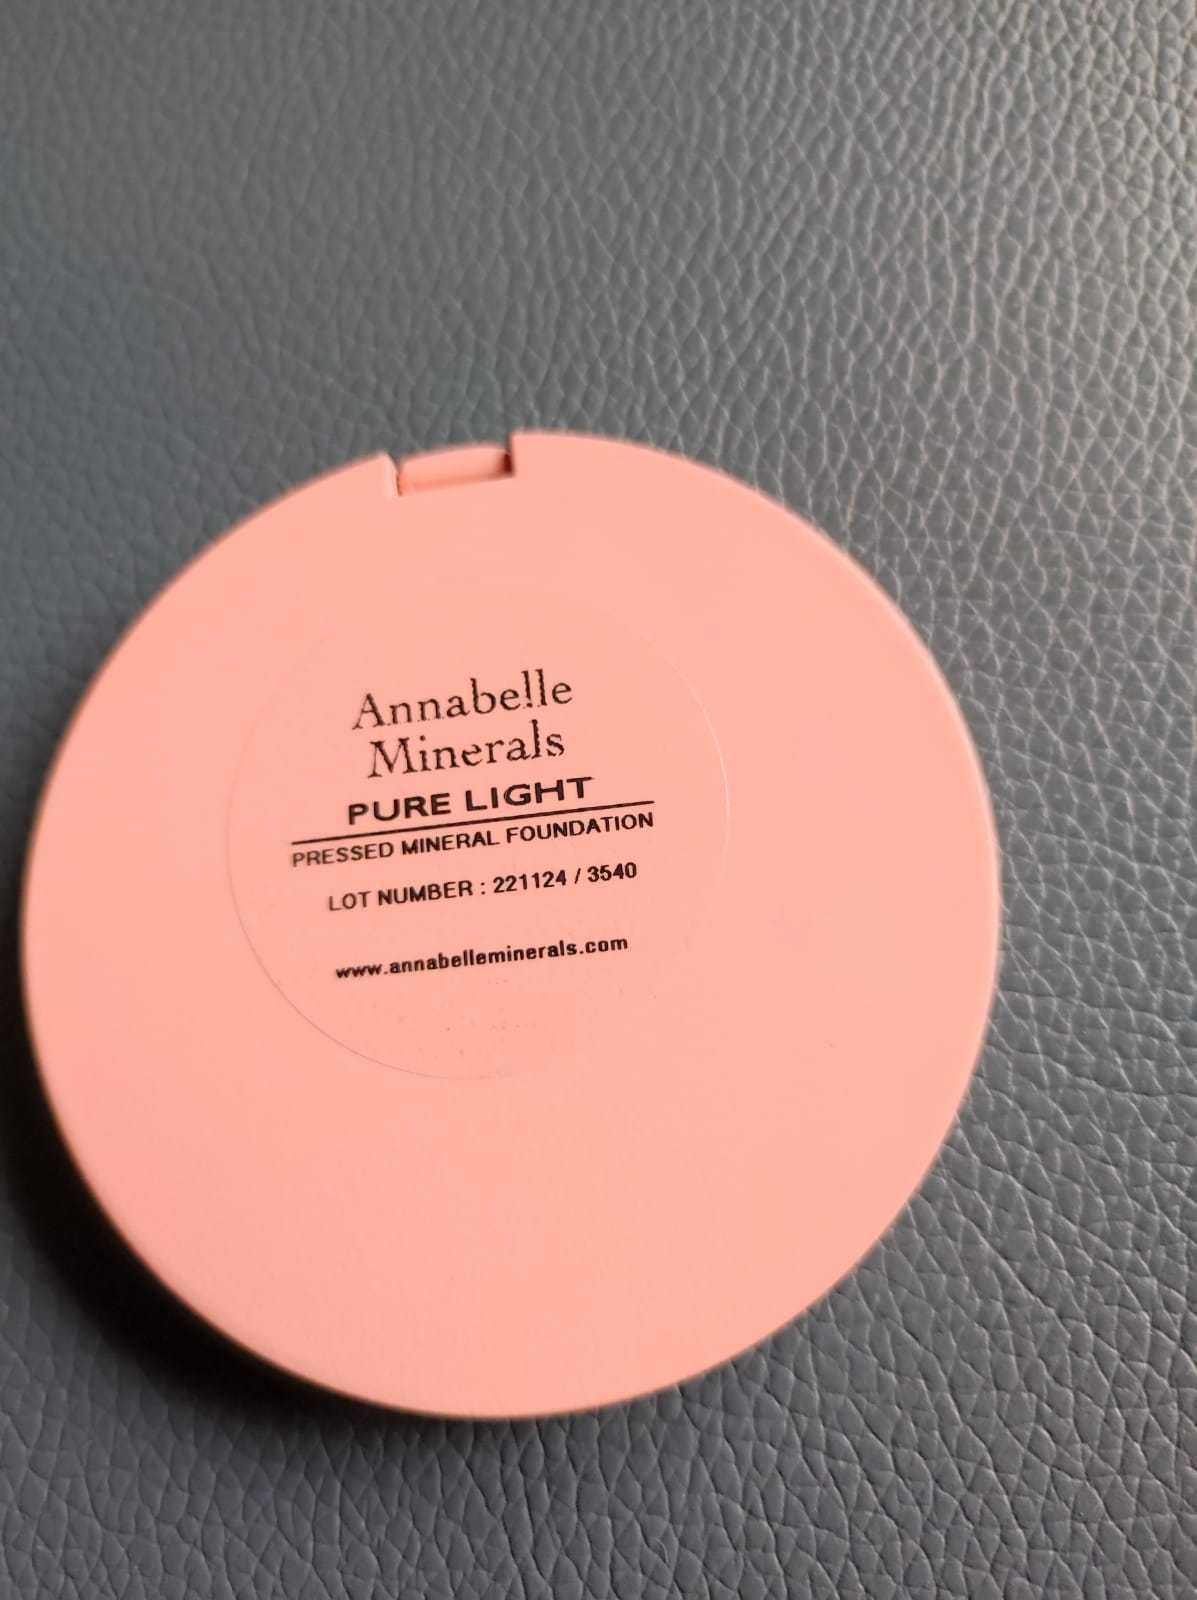 Annabelle
Minerals
PURE LIGHT
PRESSED MINERAL FOUNDATION
LOT NUMBER : 221124 / 3540
www.annabelleminerals.com